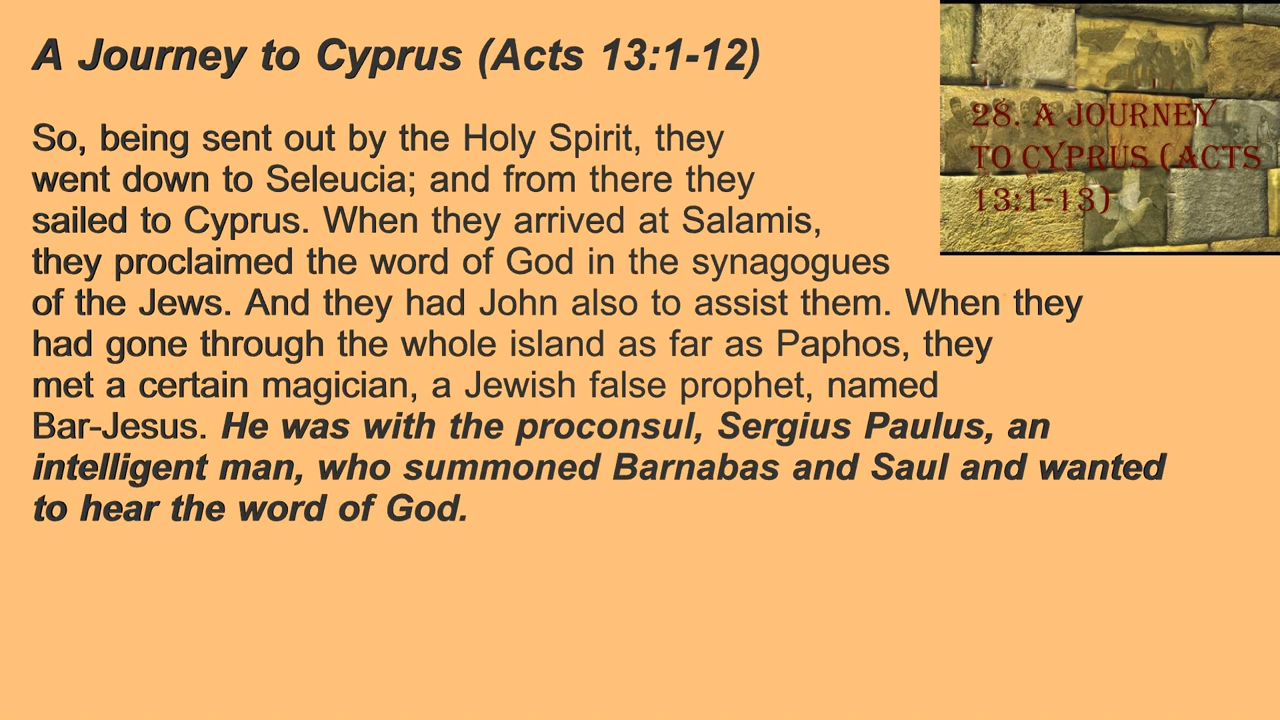 A Journey to Cyprus (Acts 13:1-12)
So, being sent out by the Holy Spirit, they
went down to Seleucia; and from there they
sailed to Cyprus. When they arrived at Salamis,
they proclaimed the word of God in the synagogues
of the Jews. And they had John also to assist them. When they
had gone through the whole island as far as Paphos, they
met a certain magician, a Jewish false prophet, named
Bar-Jesus. He was with the proconsul, Sergius Paulus, an
intelligent man, who summoned Barnabas and Saul and wanted
to hear the word of God.
28. A JOURNEY
TO CYPRUS (ACTS
13:1-13)